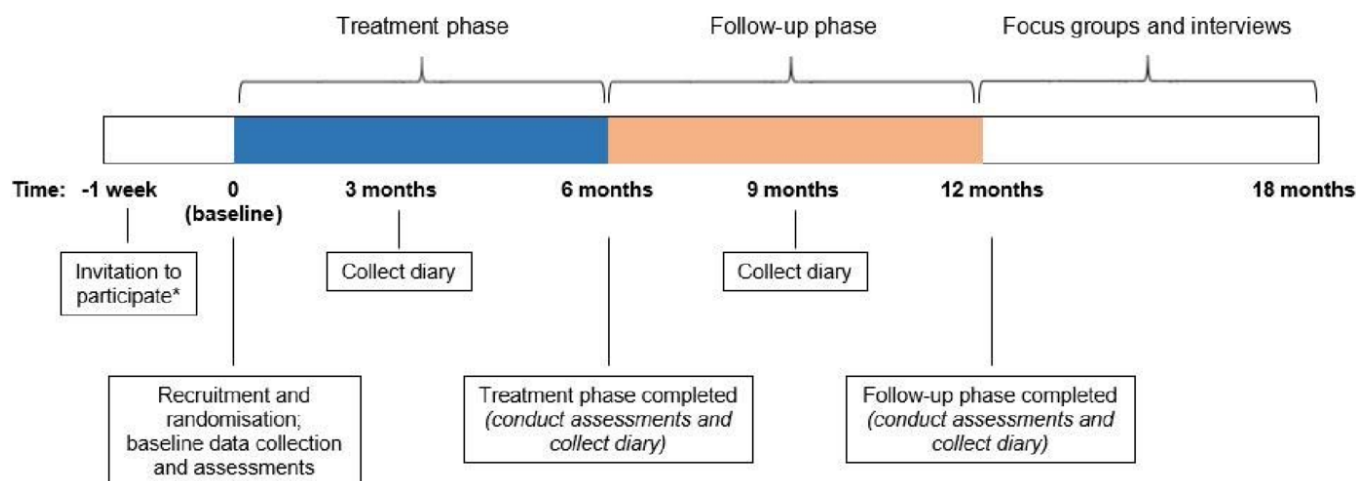 Treatment phase
Follow-up phase
Focus groups and interviews
Time: -1 week
0
(baseline)
3 months
6 months
9 months
12 months
18 months
Invitation to
participate*
Collect diary
Collect diary
Recruitment and
randomisation;
baseline data collection
and assessments
Treatment phase completed
(conduct assessments and
collect diary)
Follow-up phase completed
(conduct assessments and
collect diary)